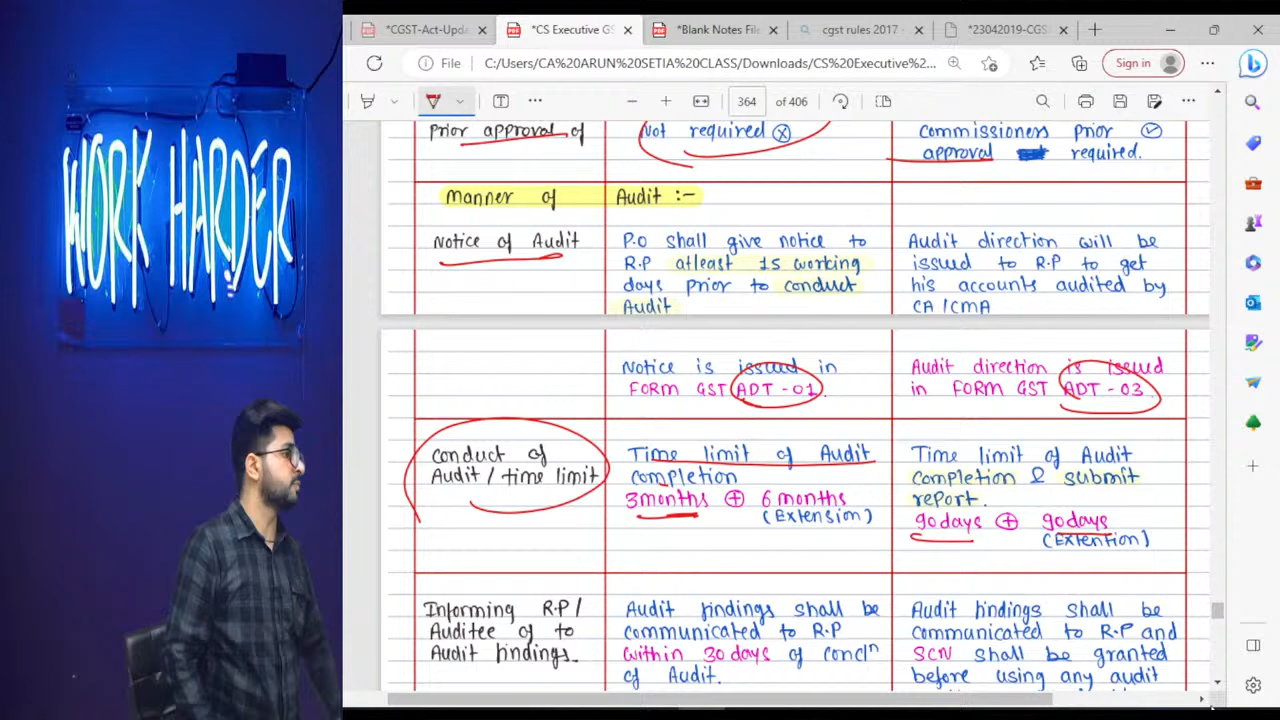 WORK HARDER
*CGST-Act-Upda
*CS Executive GS
*Blank Notes File
cgst rules 2017 -
*23042019-CGS
File
C:/Users/CA%20ARUN%20SETIA%20CLASS/Downloads/CS%20Executive%2...
Sign in
364 of 406
Prior approval of
Not required
commissioners prior
approval required.
Manner of Audit :-
Notice of Audit
P.O shall give notice to
R.P atleast 15 working
days prior to conduct
Audit
Audit direction will be
issued to R.P to get
his accounts audited by
CA/CMA
Notice is issued in
FORM GST ADT-01.
Audit direction is issued
in FORM GST ADT-03.
Conduct of
Audit/time limit
Time limit of Audit
completion
3months + 6months
(Extension)
Time limit of Audit
completion & submit
report.
90days + 90days
(Extention)
Informing R.P/
Auditee of to
Audit findings.
Audit findings shall be
communicated to R.P
within 30 days of concln
of Audit.
Audit findings shall be
communicated to R.P and
SCN shall be granted
before using any audit